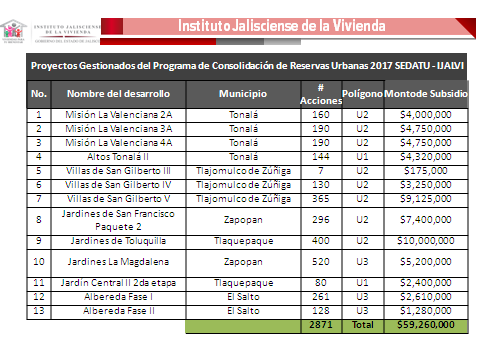 Instituto Jalisciense de la Vivienda
INSTITUTO JALISCIENSE
DE LA VIVIENDA
GOBIERNO DEL ESTADO DE JALISCO
Proyectos Gestionados del Programa de Consolidación de Reservas Urbanas 2017 SEDATU - IJALVI
No. Nombre del desarrollo Municipio # Acciones Polígono Montode Subsidio
1 Misión La Valenciana 2A Tonalá 160 U2 $4,000,000
2 Misión La Valenciana 3A Tonalá 190 U2 $4,750,000
3 Misión La Valenciana 4A Tonalá 190 U2 $4,750,000
4 Altos Tonalá II Tonalá 144 U1 $4,320,000
5 Villas de San Gilberto III Tlajomulco de Zúñiga 7 U2 $175,000
6 Villas de San Gilberto IV Tlajomulco de Zúñiga 130 U2 $3,250,000
7 Villas de San Gilberto V Tlajomulco de Zúñiga 365 U2 $9,125,000
8 Jardines de San Francisco Paquete 2 Zapopan 296 U2 $7,400,000
9 Jardines de Toluquilla Tlaquepaque 400 U2 $10,000,000
10 Jardines La Magdalena Zapopan 520 U3 $5,200,000
11 Jardín Central II 2da etapa Tlaquepaque 80 U1 $2,400,000
12 Albereda Fase I El Salto 261 U3 $2,610,000
13 Albereda Fase II El Salto 128 U3 $1,280,000
2871 Total $59,260,000